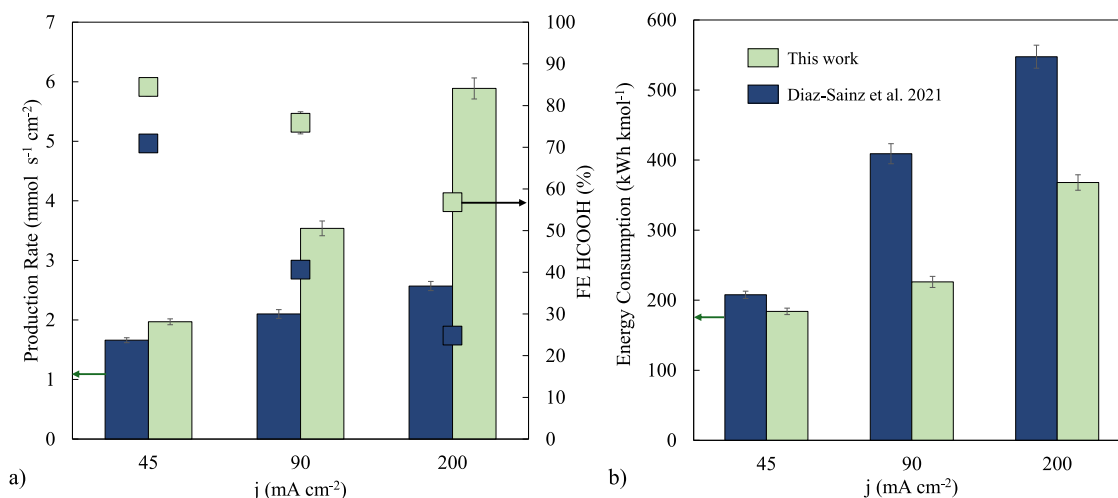 7
6
5
4
3
2
1
0
Production Rate (mmol s⁻¹ cm⁻²)
100
90
80
70
60
50
40
30
20
10
0
FE HCOOH (%)
45 90 200
j (mA cm⁻²)
a)
600
500
400
300
200
100
0
Energy Consumption (kWh kmol⁻¹)
This work
Diaz-Sainz et al. 2021
45 90 200
j (mA cm⁻²)
b)